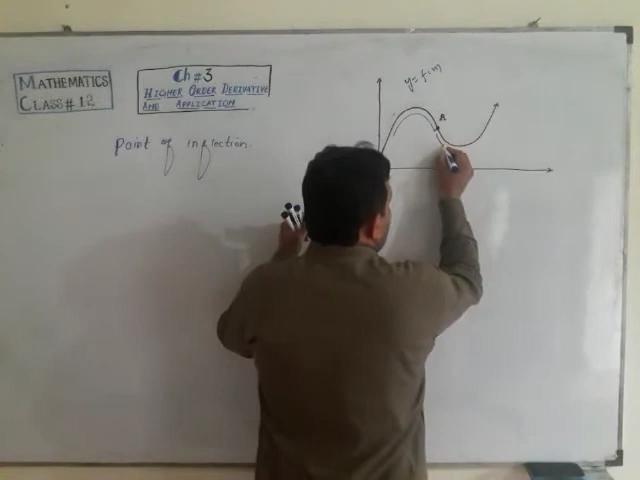 MATHEMATICS
CLASS # 12
Ch # 3
HIGHER ORDER DERIVATIVE
AND APPLICATION
Point of inflection.
y = f(x)
A